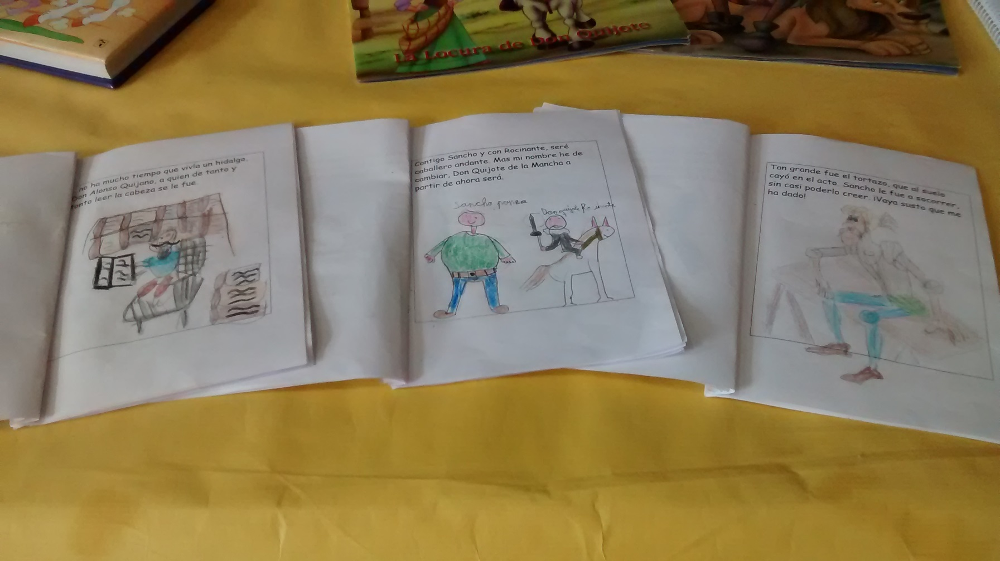 La Locura de Don Quijote
no ha mucho tiempo que vivía un hidalgo,
Don Alonso Quijano, a quien de tanto y
tanto leer la cabeza se le fue.
Contigo Sancho y con Rocinante, seré
caballero andante. Mas mi nombre he de
cambiar, Don Quijote de la Mancha a
partir de ahora será.
Sancho panza
Don quijote
Tan grande fue el tortazo, que al suelo
cayó en el acto. Sancho le fue a socorrer,
sin casi poderlo creer. ¡Vaya susto que me
ha dado!